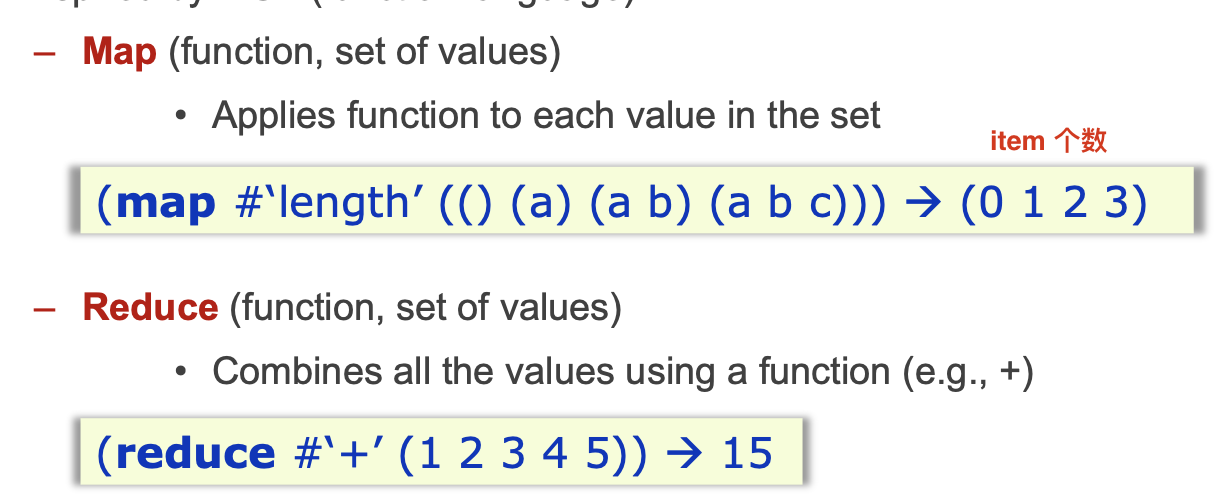 – Map (function, set of values)
• Applies function to each value in the set
item 个数
(map #‘length’ (() (a) (a b) (a b c))) → (0 1 2 3)
– Reduce (function, set of values)
• Combines all the values using a function (e.g., +)
(reduce #‘+’ (1 2 3 4 5)) → 15